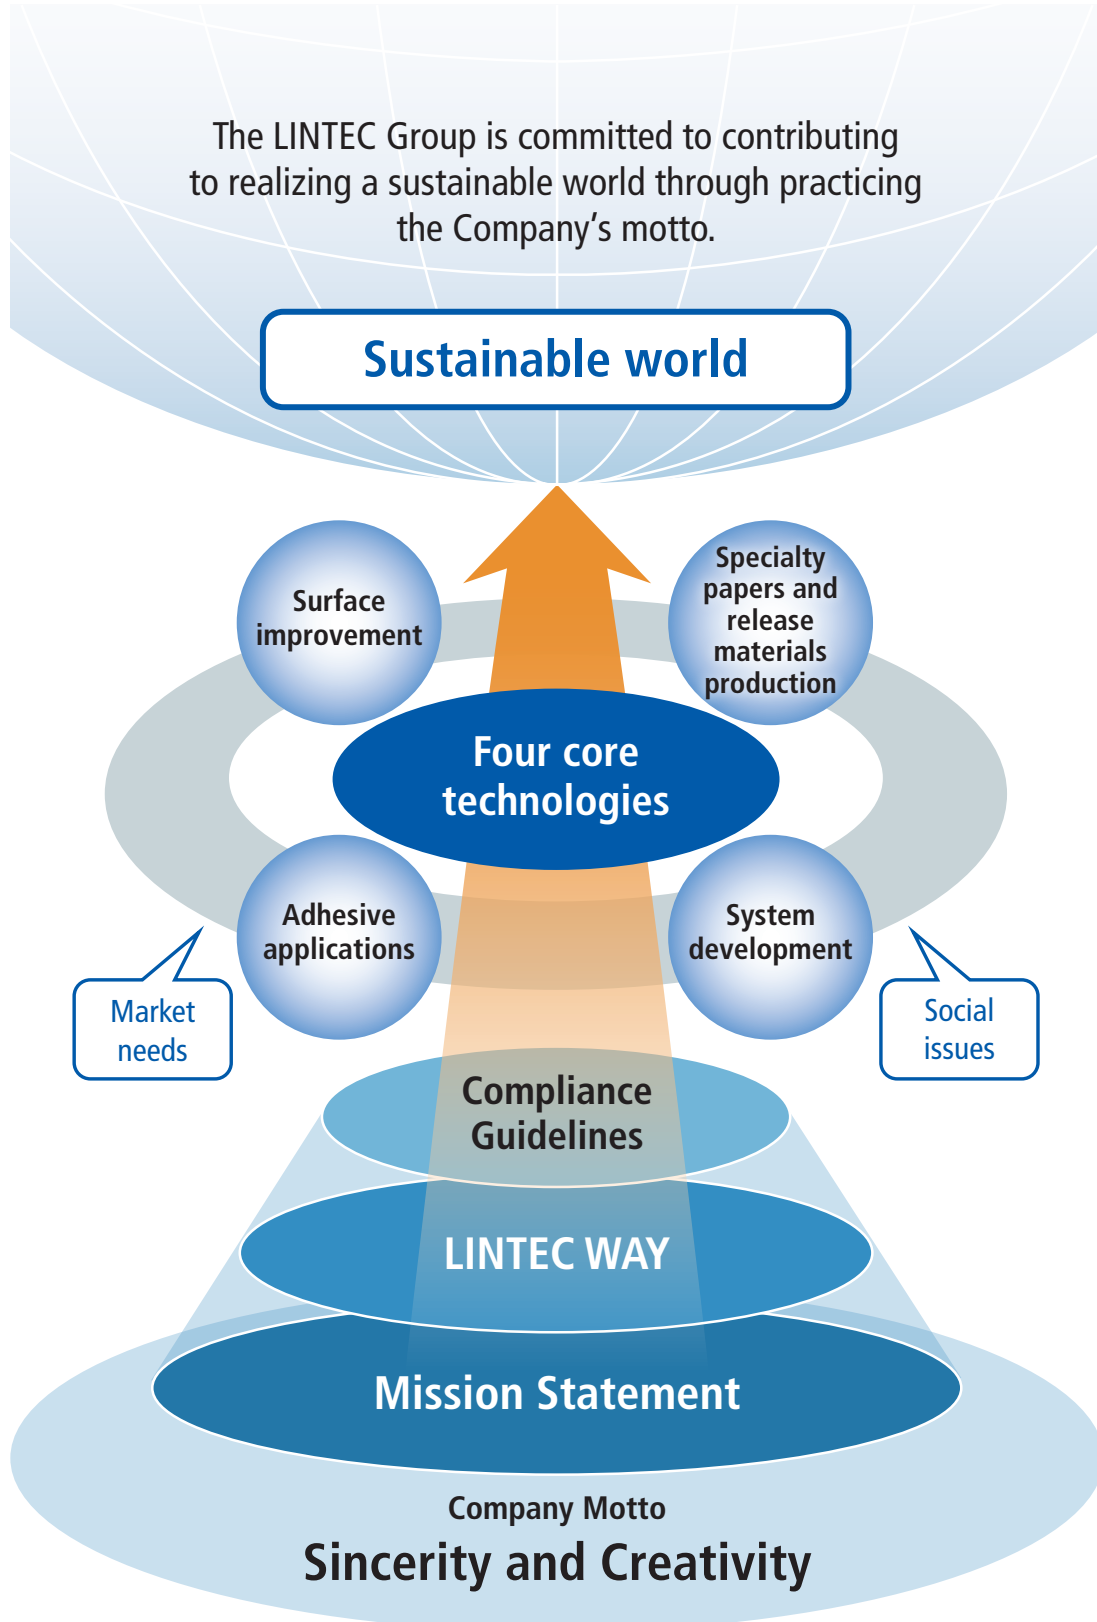 The LINTEC Group is committed to contributing
to realizing a sustainable world through practicing
the Company's motto.
Sustainable world
Surface
improvement
Specialty
papers and
release
materials
production
Four core
technologies
Adhesive
applications
System
development
Market
needs
Social
issues
Compliance
Guidelines
LINTEC WAY
Mission Statement
Company Motto
Sincerity and Creativity